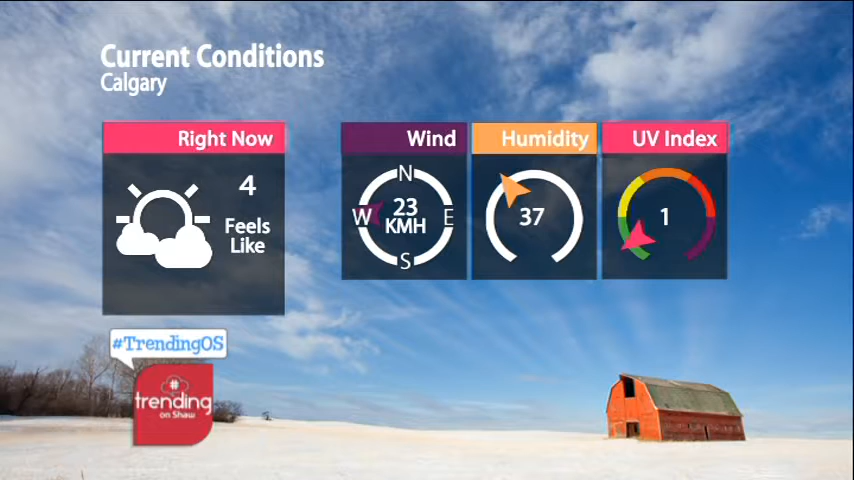 Current Conditions
Calgary
Right Now
4
Feels
Like
Wind
N
W
23
KMH
E
S
Humidity
37
UV Index
1
#TrendingOS
#
trending
on Shaw